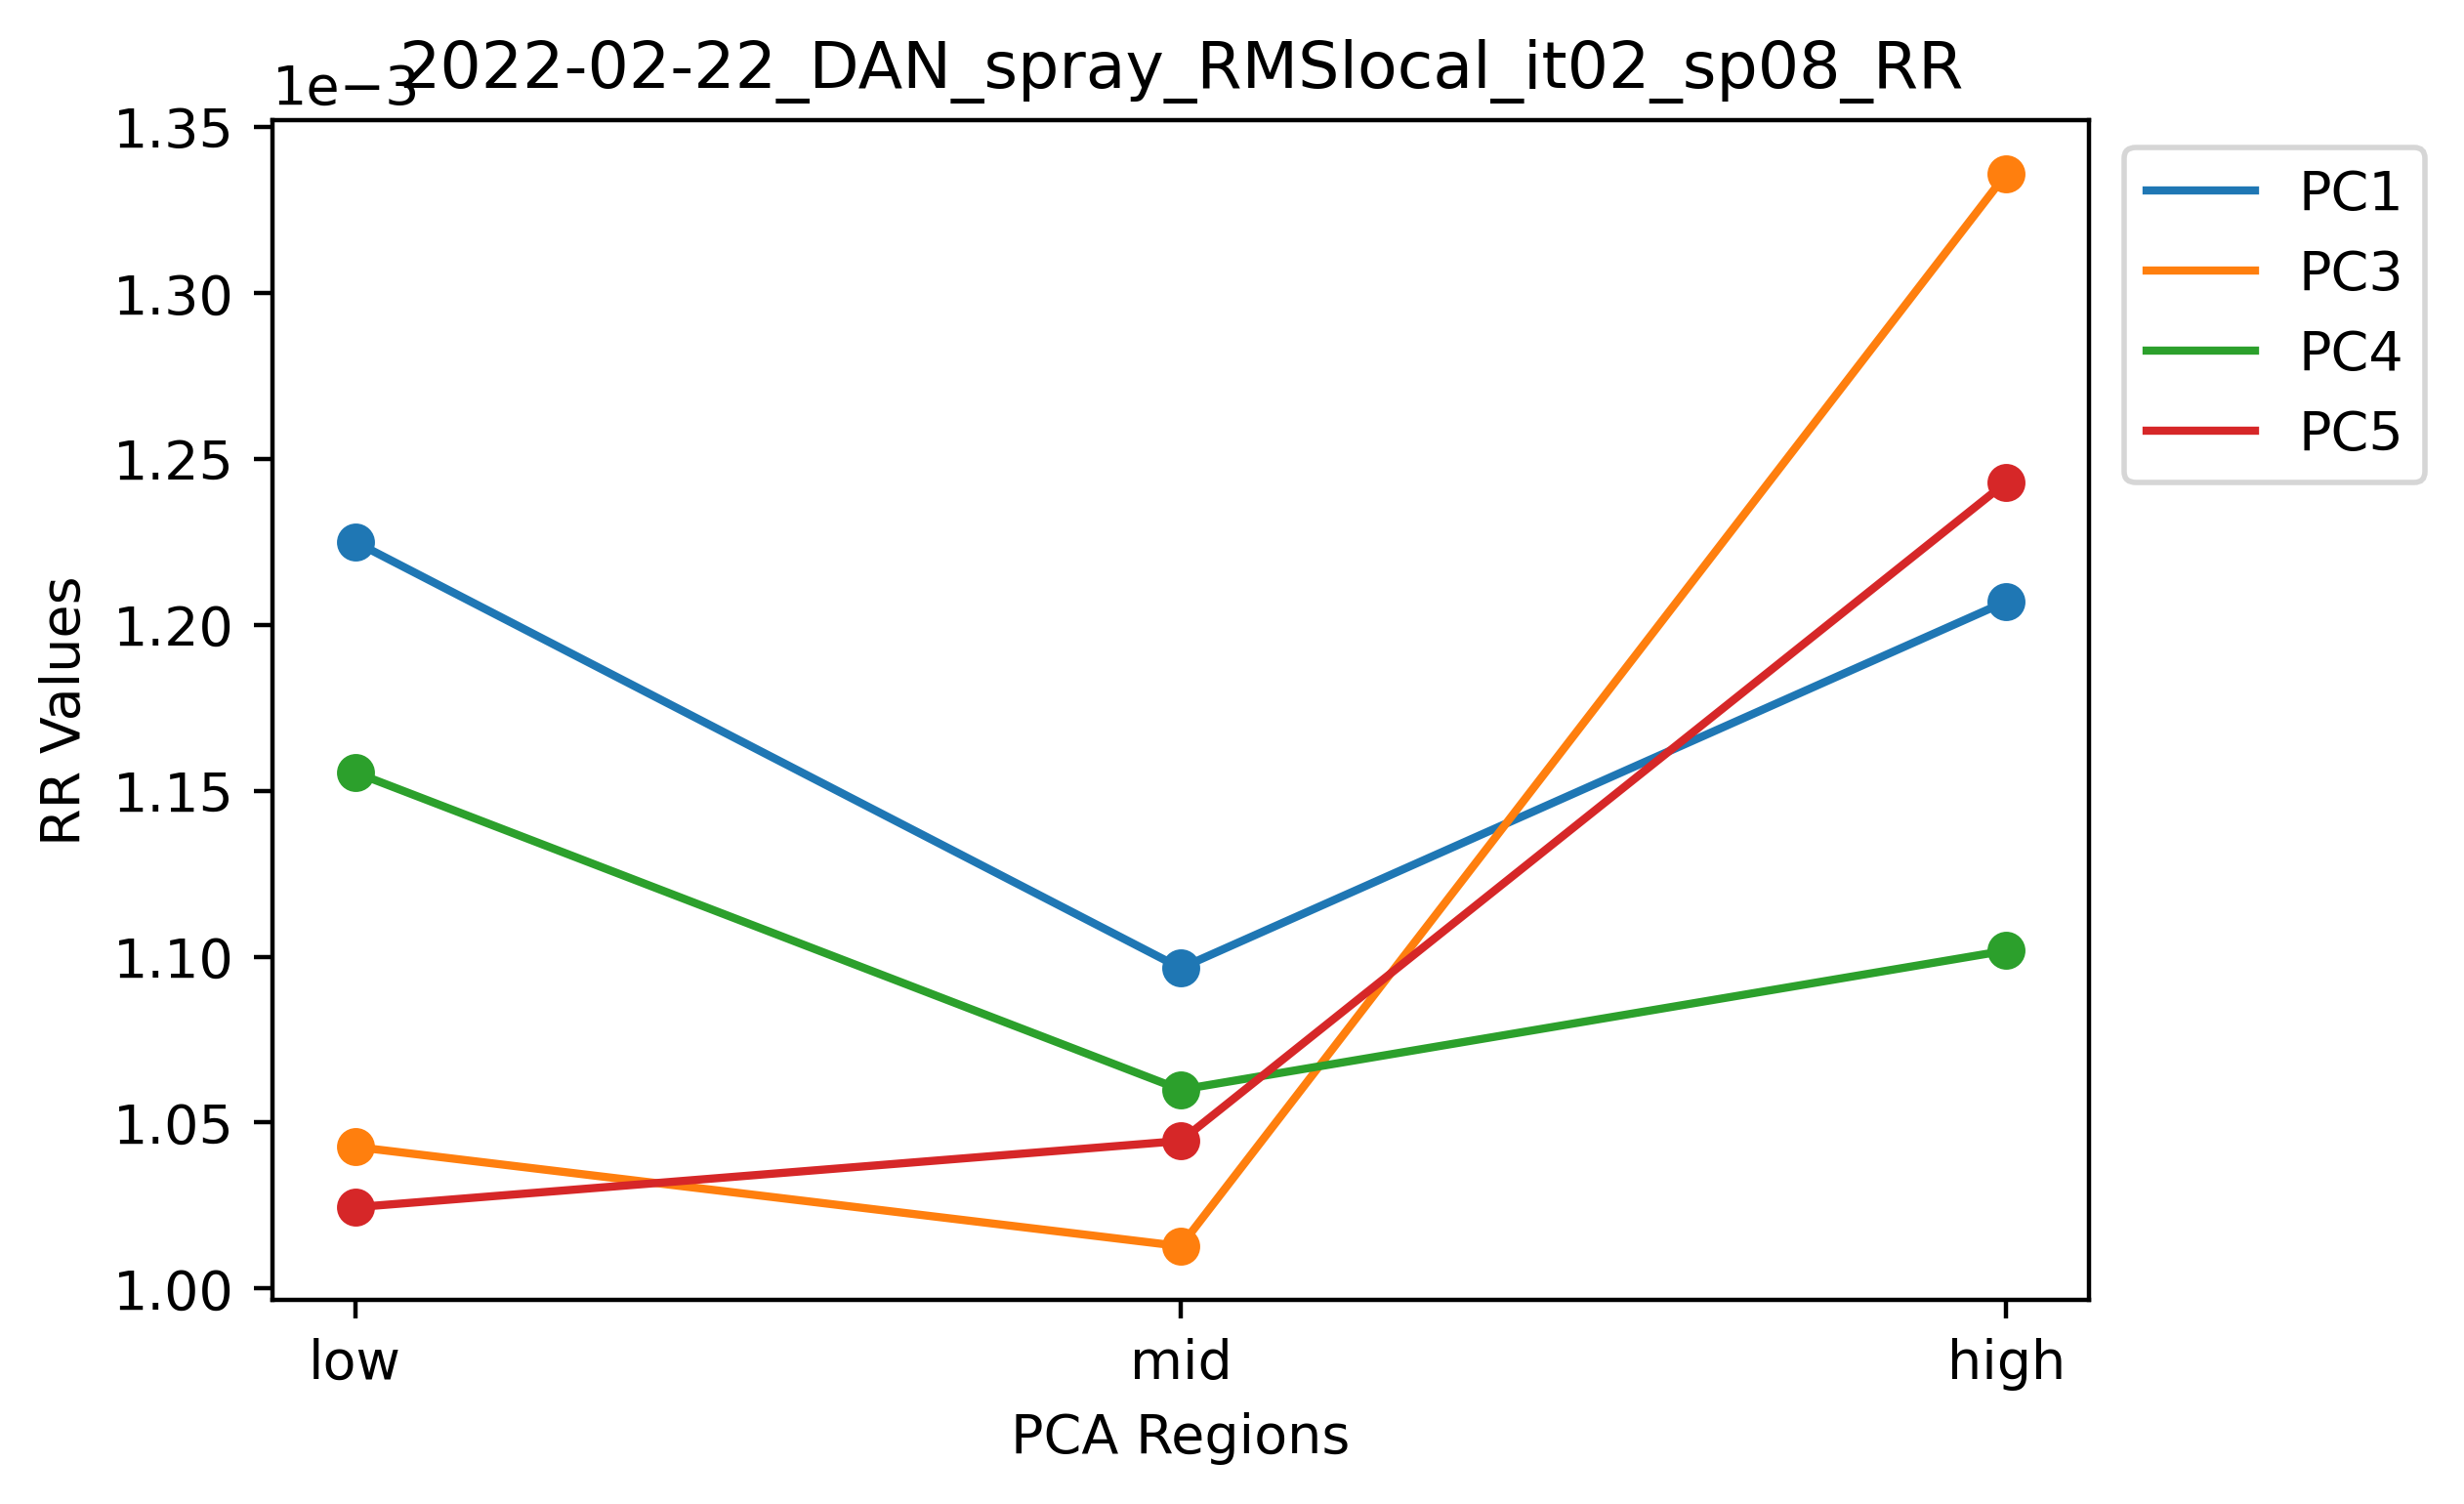 2022-02-22_DAN_spray_RMSlocal_it02_sp08_RR
1e−3
1.35
1.30
1.25
1.20
1.15
1.10
1.05
1.00
RR Values
low
mid
high
PCA Regions
PC1
PC3
PC4
PC5